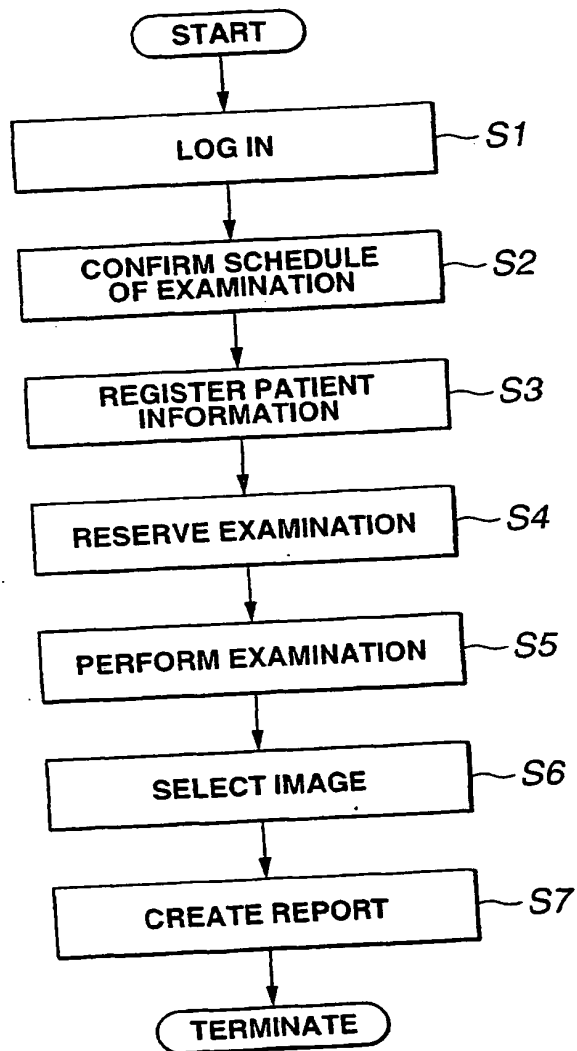 START
LOG IN
S1
CONFIRM SCHEDULE
OF EXAMINATION
S2
REGISTER PATIENT
INFORMATION
S3
RESERVE EXAMINATION
S4
PERFORM EXAMINATION
S5
SELECT IMAGE
S6
CREATE REPORT
S7
TERMINATE